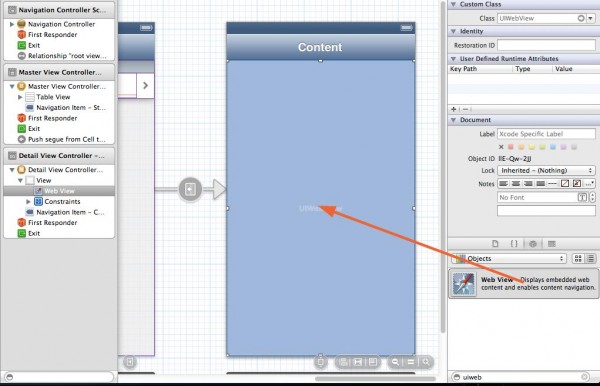 Navigation Controller Sc...
Navigation Controller
First Responder
Exit
Relationship "root view...
Master View Controller...
Master View Controller...
Table View
Navigation Item - St...
First Responder
Exit
Push segue from Cell t...
Detail View Controller -...
Detail View Controller...
View
Web View
Constraints
Navigation Item - C...
First Responder
Exit
Content
Custom Class
Class UIWebView
Identity
Restoration ID
User Defined Runtime Attributes
Key Path Type Value
Document
Label Xcode Specific Label
Object ID
Lock Inherited - (Nothing)
Notes
No Font
Objects
Web View - Displays embedded web
content and enables content navigation.
uiweb